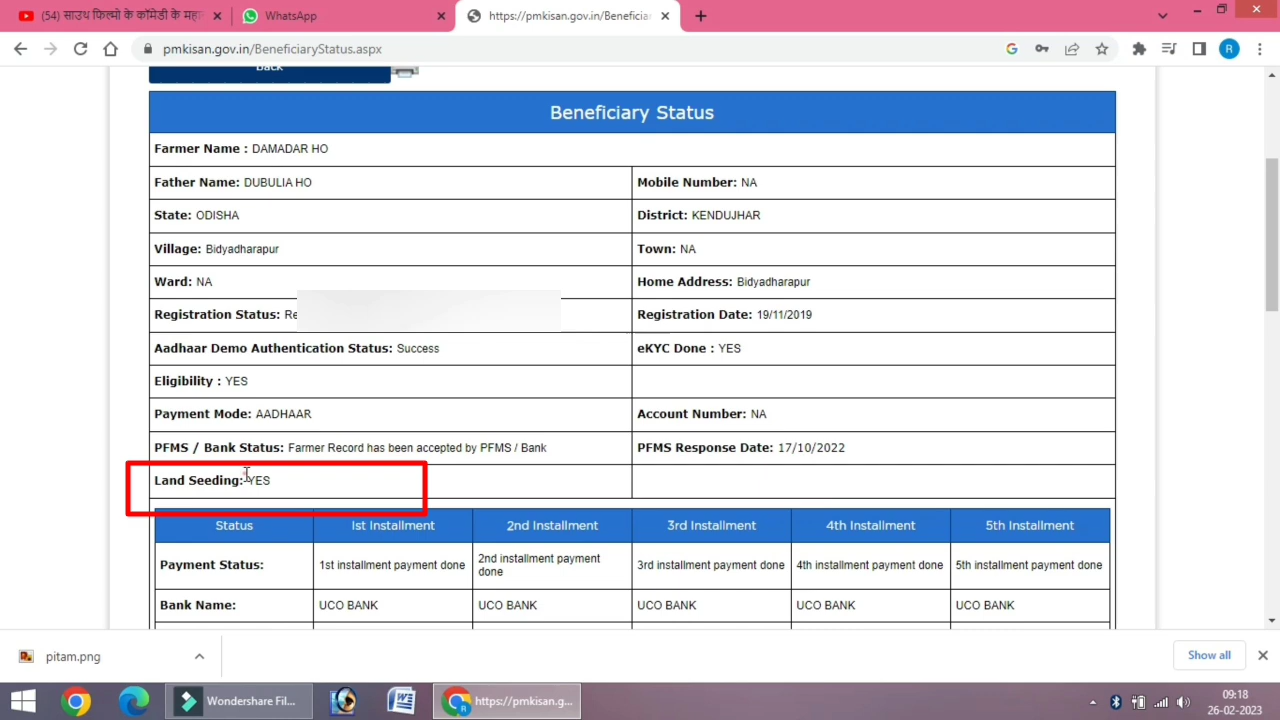 (54) साउथ फिल्मो के कॉमेडी के महा
WhatsApp
https://pmkisan.gov.in/Beneficiar
pmkisan.gov.in/BeneficiaryStatus.aspx
R
Back
Beneficiary Status
Farmer Name : DAMADAR HO
Father Name: DUBULIA HO Mobile Number: NA
State: ODISHA District: KENDUJHAR
Village: Bidyadharapur Town: NA
Ward: NA Home Address: Bidyadharapur
Registration Status: Re Registration Date: 19/11/2019
Aadhaar Demo Authentication Status: Success eKYC Done : YES
Eligibility : YES
Payment Mode: AADHAAR Account Number: NA
PFMS / Bank Status: Farmer Record has been accepted by PFMS / Bank PFMS Response Date: 17/10/2022
Land Seeding: YES
Status Ist Installment 2nd Installment 3rd Installment 4th Installment 5th Installment
Payment Status: 1st installment payment done 2nd installment payment done 3rd installment payment done 4th installment payment done 5th installment payment done
Bank Name: UCO BANK UCO BANK UCO BANK UCO BANK UCO BANK
pitam.png
Show all
Wondershare Fil...
https://pmkisan.g...
09:18
26-02-2023